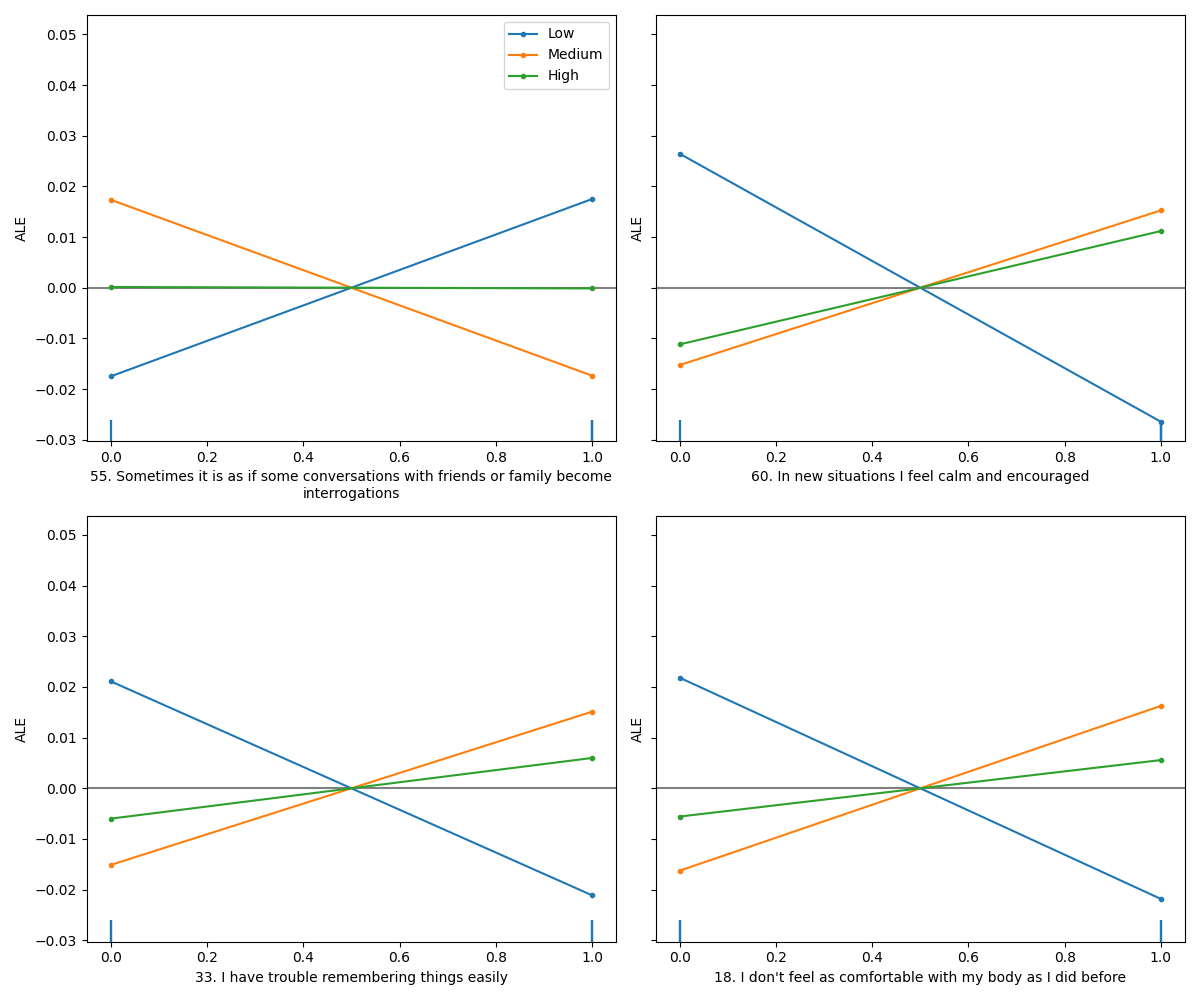 Low
Medium
High
0.05
0.04
0.03
0.02
0.01
0.00
−0.01
−0.02
−0.03
ALE
0.0 0.2 0.4 0.6 0.8 1.0
55. Sometimes it is as if some conversations with friends or family become
interrogations
ALE
0.0 0.2 0.4 0.6 0.8 1.0
60. In new situations I feel calm and encouraged
0.05
0.04
0.03
0.02
0.01
0.00
−0.01
−0.02
−0.03
ALE
0.0 0.2 0.4 0.6 0.8 1.0
33. I have trouble remembering things easily
ALE
0.0 0.2 0.4 0.6 0.8 1.0
18. I don't feel as comfortable with my body as I did before